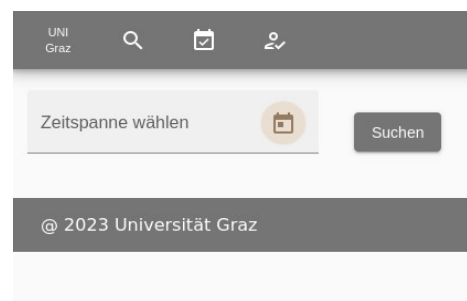 UNI
Graz
Zeitspanne wählen
Suchen
@ 2023 Universität Graz